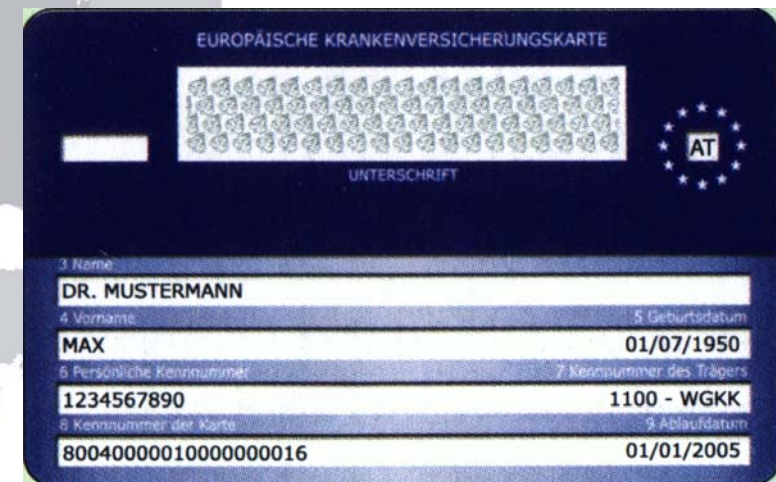 EUROPÄISCHE KRANKENVERSICHERUNGSKARTE
AT
UNTERSCHRIFT
3 Name
DR. MUSTERMANN
4 Vorname 5 Geburtsdatum
MAX 01/07/1950
6 Persönliche Kennnummer 7 Kennnummer des Trägers
1234567890 1100 - WGKK
8 Kennnummer der Karte 9 Ablaufdatum
80040000010000000016 01/01/2005